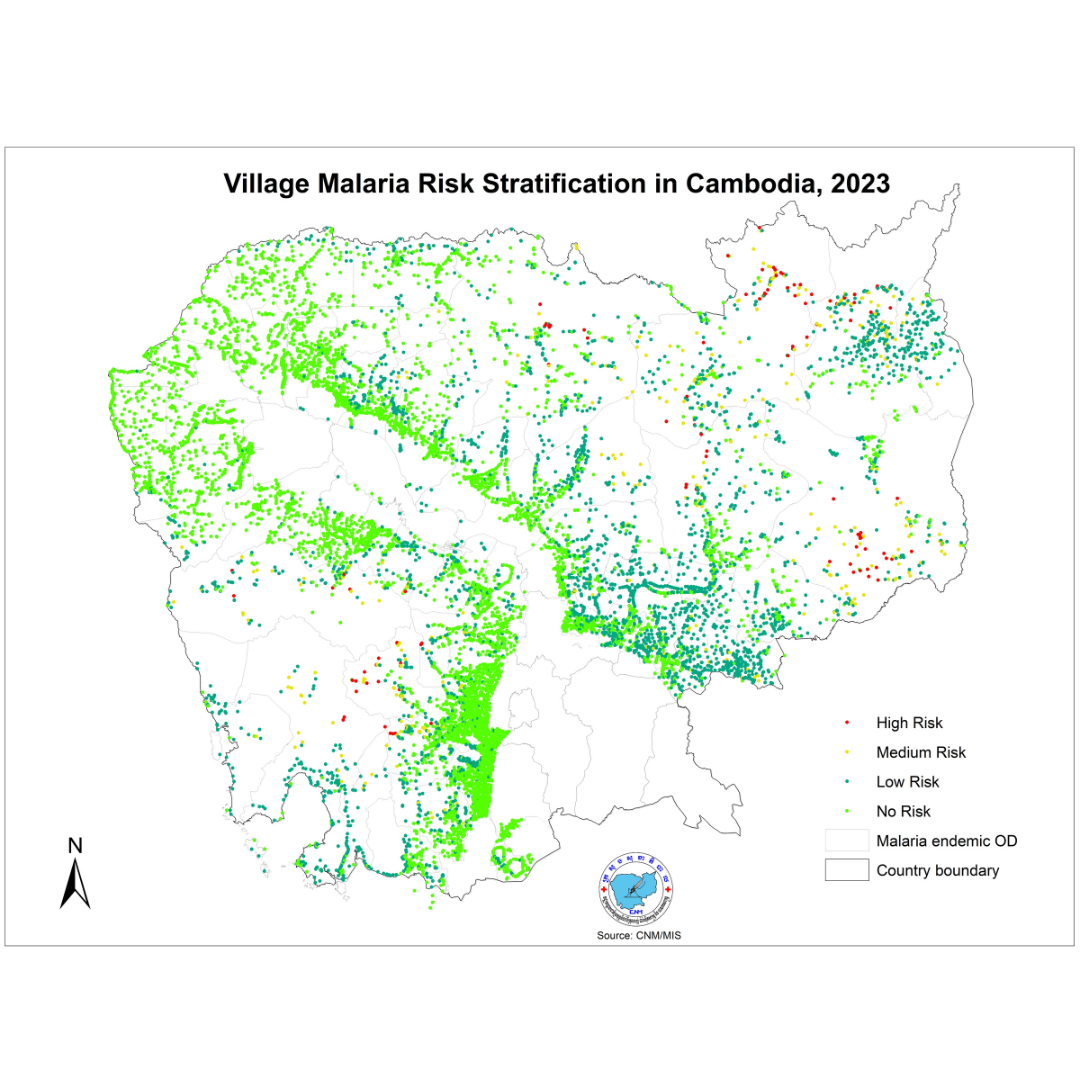 Village Malaria Risk Stratification in Cambodia, 2023
High Risk
Medium Risk
Low Risk
No Risk
Malaria endemic OD
Country boundary
N
CNM
Source: CNM/MIS